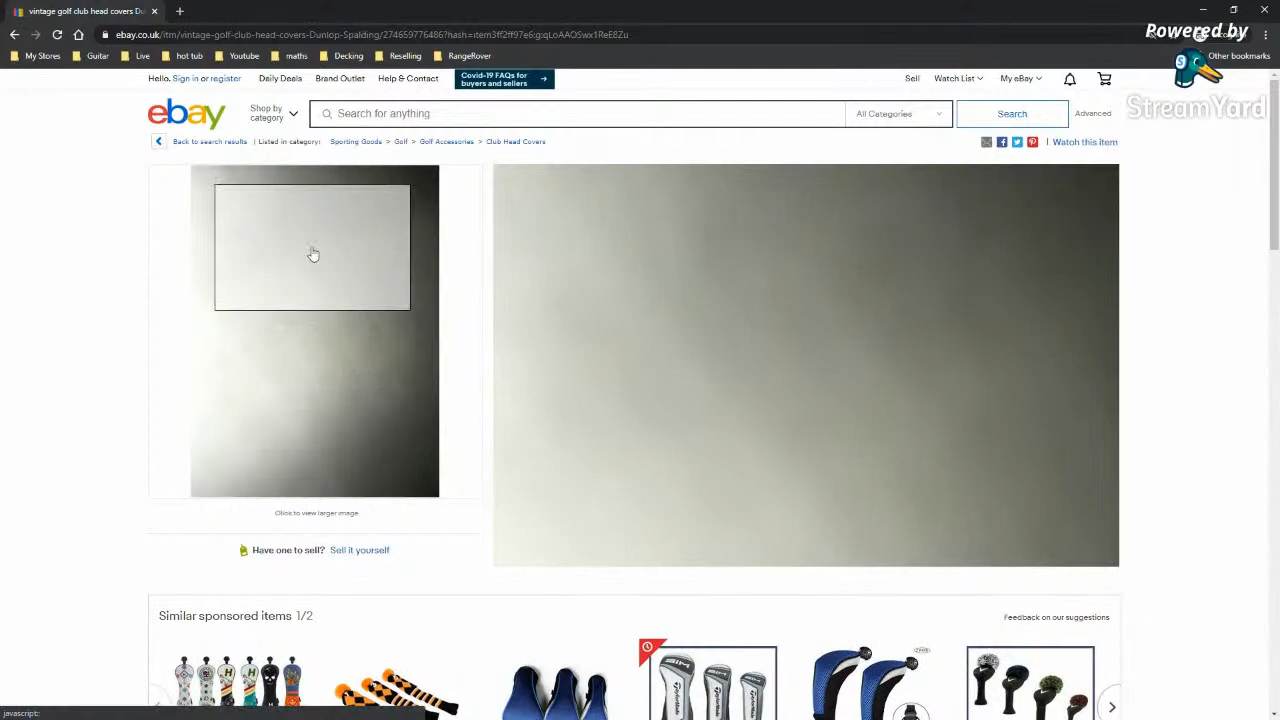 vintage golf club head covers Du
ebay.co.uk/itm/vintage-golf-club-head-covers-Dunlop-Spalding/274659776486?hash=item3ff2ff97e6:g:qLoAAOSwx1ReE8Zu
My Stores Guitar Live hot tub Youtube maths Decking Reselling RangeRover Other bookmarks
Powered by
StreamYard
Hello. Sign in or register Daily Deals Brand Outlet Help & Contact
Covid-19 FAQs for
buyers and sellers
Sell Watch List My eBay
ebay
Shop by
category
Search for anything All Categories Search Advanced
Back to search results | Listed in category: Sporting Goods > Golf > Golf Accessories > Club Head Covers
| Watch this item
Click to view larger image
Have one to sell? Sell it yourself
Similar sponsored items 1/2
Feedback on our suggestions
javascript: